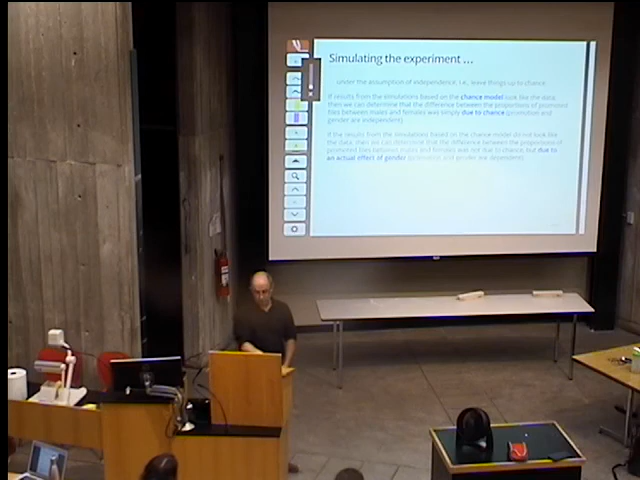 Simulating the experiment ...
under the assumption of independence, i.e., leave things up to chance.
If results from the simulations based on the chance model look like the data,
then we can determine that the difference between the proportions of promoted
files between males and females was simply due to chance (promotion and
gender are independent).
If the results from the simulations based on the chance model do not look like
the data, then we can determine that the difference between the proportions of
promoted files between males and females was not due to chance, but due to
an actual effect of gender (promotion and gender are dependent).